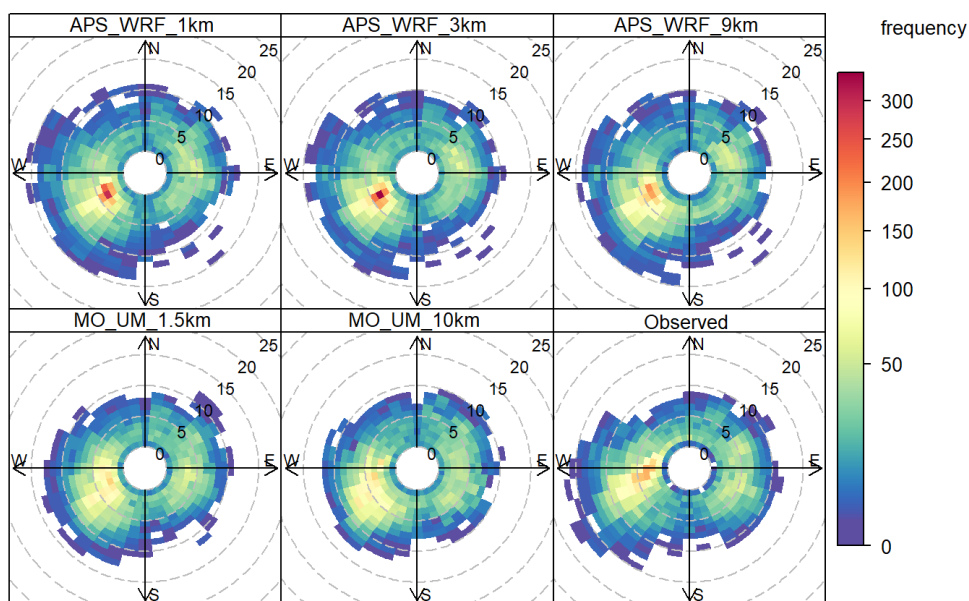 APS_WRF_1km APS_WRF_3km APS_WRF_9km frequency
N 25 N 25 N 25
20 20 20
15 15 15
10 10 10
5 5 5
0 0 0
W E W E W E
S S S
300
250
200
150
100
50
0
MO_UM_1.5km MO_UM_10km Observed
N 25 N 25 N 25
20 20 20
15 15 15
10 10 10
5 5 5
0 0 0
W E W E W E
S S S